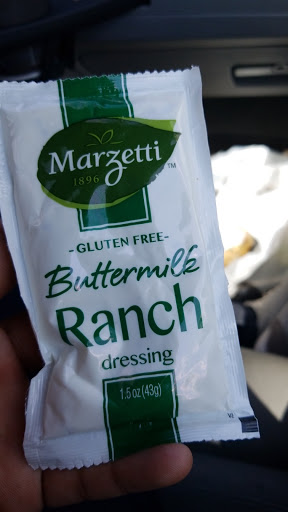 Marzetti
1896 ™
-GLUTEN FREE-
Buttermilk
Ranch
dressing
1.5 oz (43g)